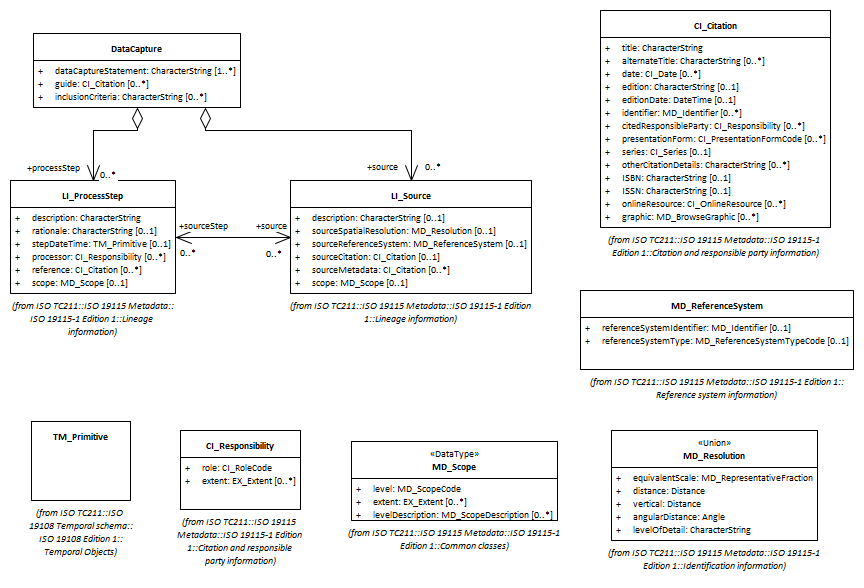 DataCapture
+ dataCaptureStatement: CharacterString [1..*]
+ guide: CI_Citation [0..*]
+ inclusionCriteria: CharacterString [0..*]
CI_Citation
+ title: CharacterString
+ alternateTitle: CharacterString [0..*]
+ date: CI_Date [0..*]
+ edition: CharacterString [0..1]
+ editionDate: DateTime [0..1]
+ identifier: MD_Identifier [0..*]
+ citedResponsibleParty: CI_Responsibility [0..*]
+ presentationForm: CI_PresentationFormCode [0..*]
+ series: CI_Series [0..1]
+ otherCitationDetails: CharacterString [0..*]
+ ISBN: CharacterString [0..1]
+ ISSN: CharacterString [0..1]
+ onlineResource: CI_OnlineResource [0..*]
+ graphic: MD_BrowseGraphic [0..*]
(from ISO TC211::ISO 19115 Metadata::ISO 19115-1
Edition 1::Citation and responsible party information)
+processStep
0..*
+source
0..*
LI_ProcessStep
+ description: CharacterString
+ rationale: CharacterString [0..1]
+ stepDateTime: TM_Primitive [0..1]
+ processor: CI_Responsibility [0..*]
+ reference: CI_Citation [0..*]
+ scope: MD_Scope [0..1]
(from ISO TC211::ISO 19115 Metadata::
ISO 19115-1 Edition 1::Lineage
information)
+sourceStep
0..*
+source
0..*
LI_Source
+ description: CharacterString [0..1]
+ sourceSpatialResolution: MD_Resolution [0..1]
+ sourceReferenceSystem: MD_ReferenceSystem [0..1]
+ sourceCitation: CI_Citation [0..1]
+ sourceMetadata: CI_Citation [0..*]
+ scope: MD_Scope [0..1]
(from ISO TC211::ISO 19115 Metadata::ISO 19115-1 Edition
1::Lineage information)
MD_ReferenceSystem
+ referenceSystemIdentifier: MD_Identifier [0..1]
+ referenceSystemType: MD_ReferenceSystemTypeCode [0..1]
(from ISO TC211::ISO 19115 Metadata::ISO 19115-1 Edition 1::
Reference system information)
TM_Primitive
(from ISO TC211::ISO
19108 Temporal schema::
ISO 19108 Edition 1::
Temporal Objects)
CI_Responsibility
+ role: CI_RoleCode
+ extent: EX_Extent [0..*]
(from ISO TC211::ISO 19115
Metadata::ISO 19115-1 Edition
1::Citation and responsible
party information)
«DataType»
MD_Scope
+ level: MD_ScopeCode
+ extent: EX_Extent [0..*]
+ levelDescription: MD_ScopeDescription [0..*]
(from ISO TC211::ISO 19115 Metadata::ISO 19115-1
Edition 1::Common classes)
«Union»
MD_Resolution
+ equivalentScale: MD_RepresentativeFraction
+ distance: Distance
+ vertical: Distance
+ angularDistance: Angle
+ levelOfDetail: CharacterString
(from ISO TC211::ISO 19115 Metadata::ISO 19115-1
Edition 1::Identification information)